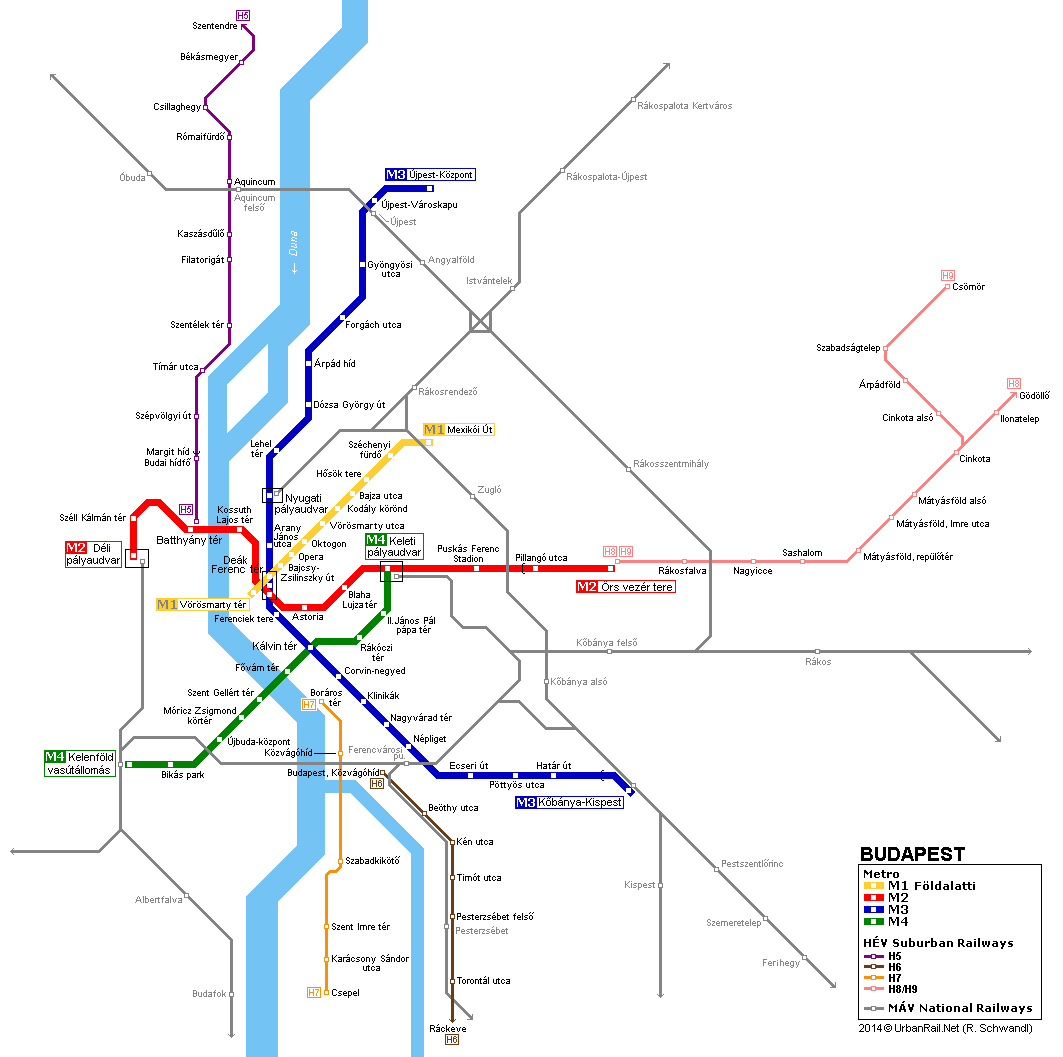 H5
Szentendre
Békásmegyer
Csillaghegy
Rómaifürdő
Óbuda
Aquincum
Aquincum
felső
Kaszásdűlő
Filatorigát
Szentélek tér
Tímár utca
Szépvölgyi út
Margit híd
Budai hídfő
H5
← Duna
M3 Újpest-Központ
Újpest-Városkapu
Újpest
Gyöngyösi
utca
Angyalföld
Forgách utca
Árpád híd
Dózsa György út
Lehel
tér
Nyugati
pályaudvar
Arany
János
utca
Rákospalota Kertváros
Rákospalota-Újpest
Istvántelek
Rákosrendező
Rákosszentmihály
Zugló
M1 Mexikói Út
Széchenyi
fürdő
Hősök tere
Bajza utca
Kodály körönd
Vörösmarty utca
Oktogon
Opera
Bajcsy-
Zsilinszky út
Deák
Ferenc tér
M1 Vörösmarty tér
Széll Kálmán tér
Batthyány tér
Kossuth
Lajos tér
M2 Déli
pályaudvar
M4 Keleti
pályaudvar
Puskás Ferenc
Stadion
Pillangó utca
H8 H9
M2 Örs vezér tere
Astoria
Blaha
Lujza tér
H9
Csömör
Szabadságtelep
Árpádföld
Cinkota alsó
H8
Gödöllő
Ilonatelep
Cinkota
Mátyásföld alsó
Mátyásföld, Imre utca
Mátyásföld, repülőtér
Sashalom
Nagyicce
Rákosfalva
Ferenciek tere
Kálvin tér
II.János Pál
pápa tér
Rákóczi
tér
Fővám tér
Szent Gellért tér
Móricz Zsigmond
körtér
Újbuda-központ
Bikás park
M4 Kelenföld
vasútállomás
Corvin-negyed
Klinikák
Nagyvárad tér
Népliget
Ecseri út
Pöttyös utca
Határ út
M3 Kőbánya-Kispest
Kőbánya felső
Rákos
Kőbánya alsó
H7
Boráros
tér
Közvágóhíd
Ferencvárosi
pu.
Budapest, Közvágóhíd
H6
Beöthy utca
Kén utca
Timót utca
Pesterzsébet felső
Pesterzsébet
Torontál utca
Ráckeve
H6
Szabadkikötő
Szent Imre tér
Karácsony Sándor
utca
H7 Csepel
Albertfalva
Budafok
Kispest
Pestszentlőrinc
Szemeretelep
Ferihegy
BUDAPEST
Metro
M1 Földalatti
M2
M3
M4
HÉV Suburban Railways
H5
H6
H7
H8/H9
MÁV National Railways
2014 © UrbanRail.Net (R. Schwandl)